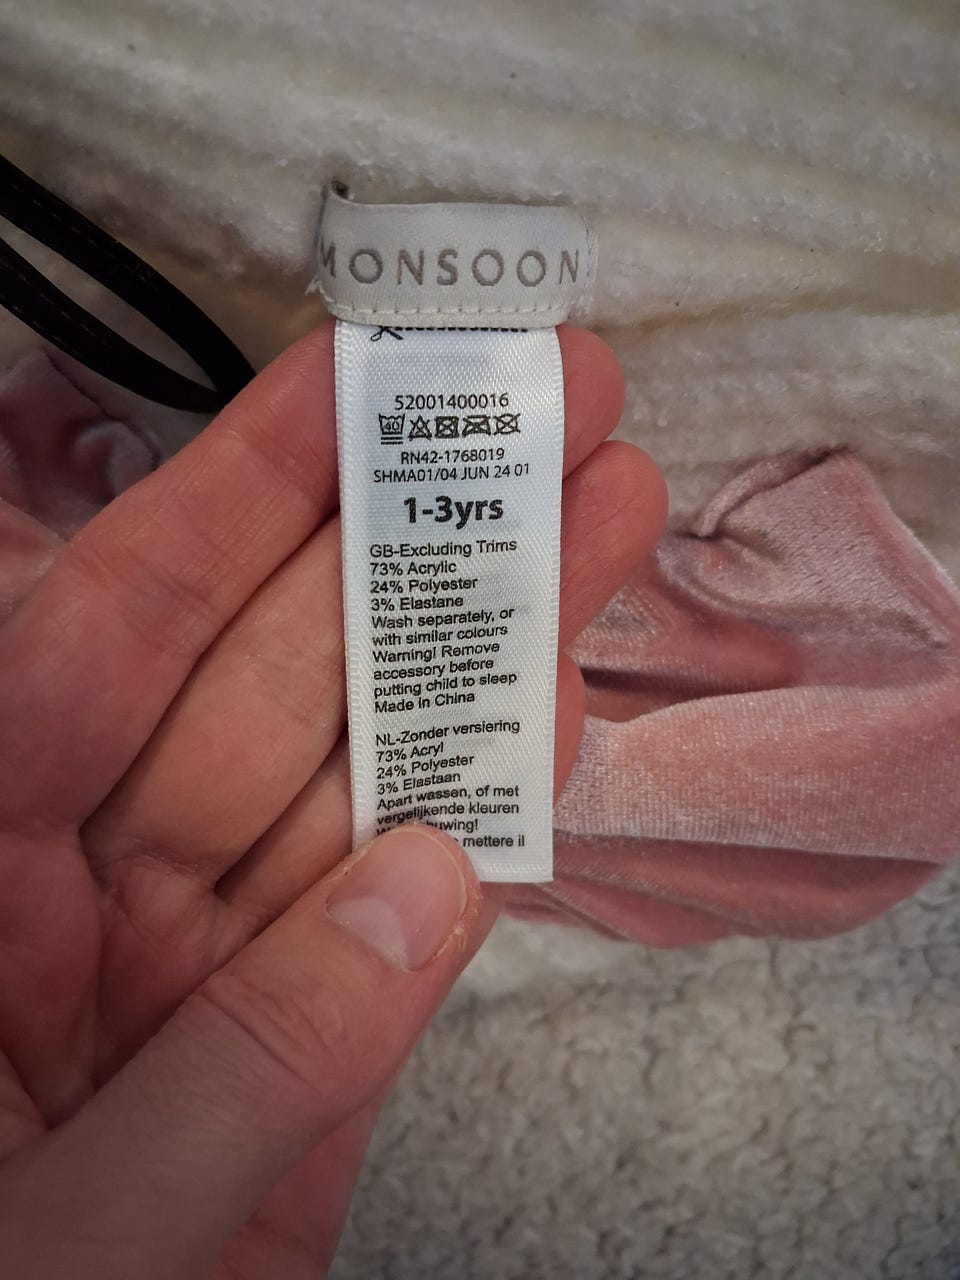 MONSOON
52001400016
40
RN42-1768019
SHMA01/04 JUN 24 01
1-3yrs
GB-Excluding Trims
73% Acrylic
24% Polyester
3% Elastane
Wash separately, or
with similar colours
Warning! Remove
accessory before
putting child to sleep
Made in China
NL-Zonder versiering
73% Acryl
24% Polyester
3% Elastaan
Apart wassen, of met
vergelijkende kleuren
mettere il